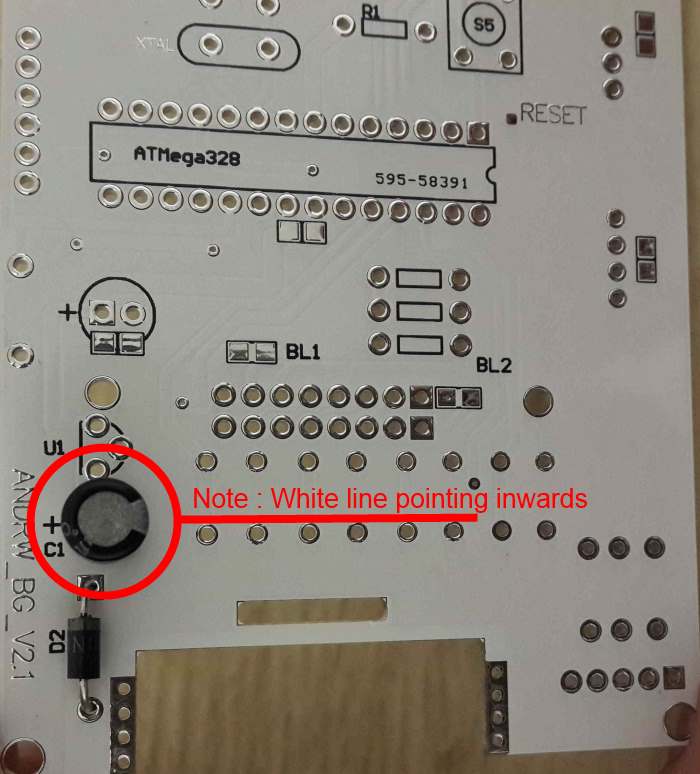 R1
S5
XTAL
RESET
ATMega328
595-58391
+
BL1
BL2
U1
Note : White line pointing inwards
+
C1
ANDRW_BG_V2.1
D2